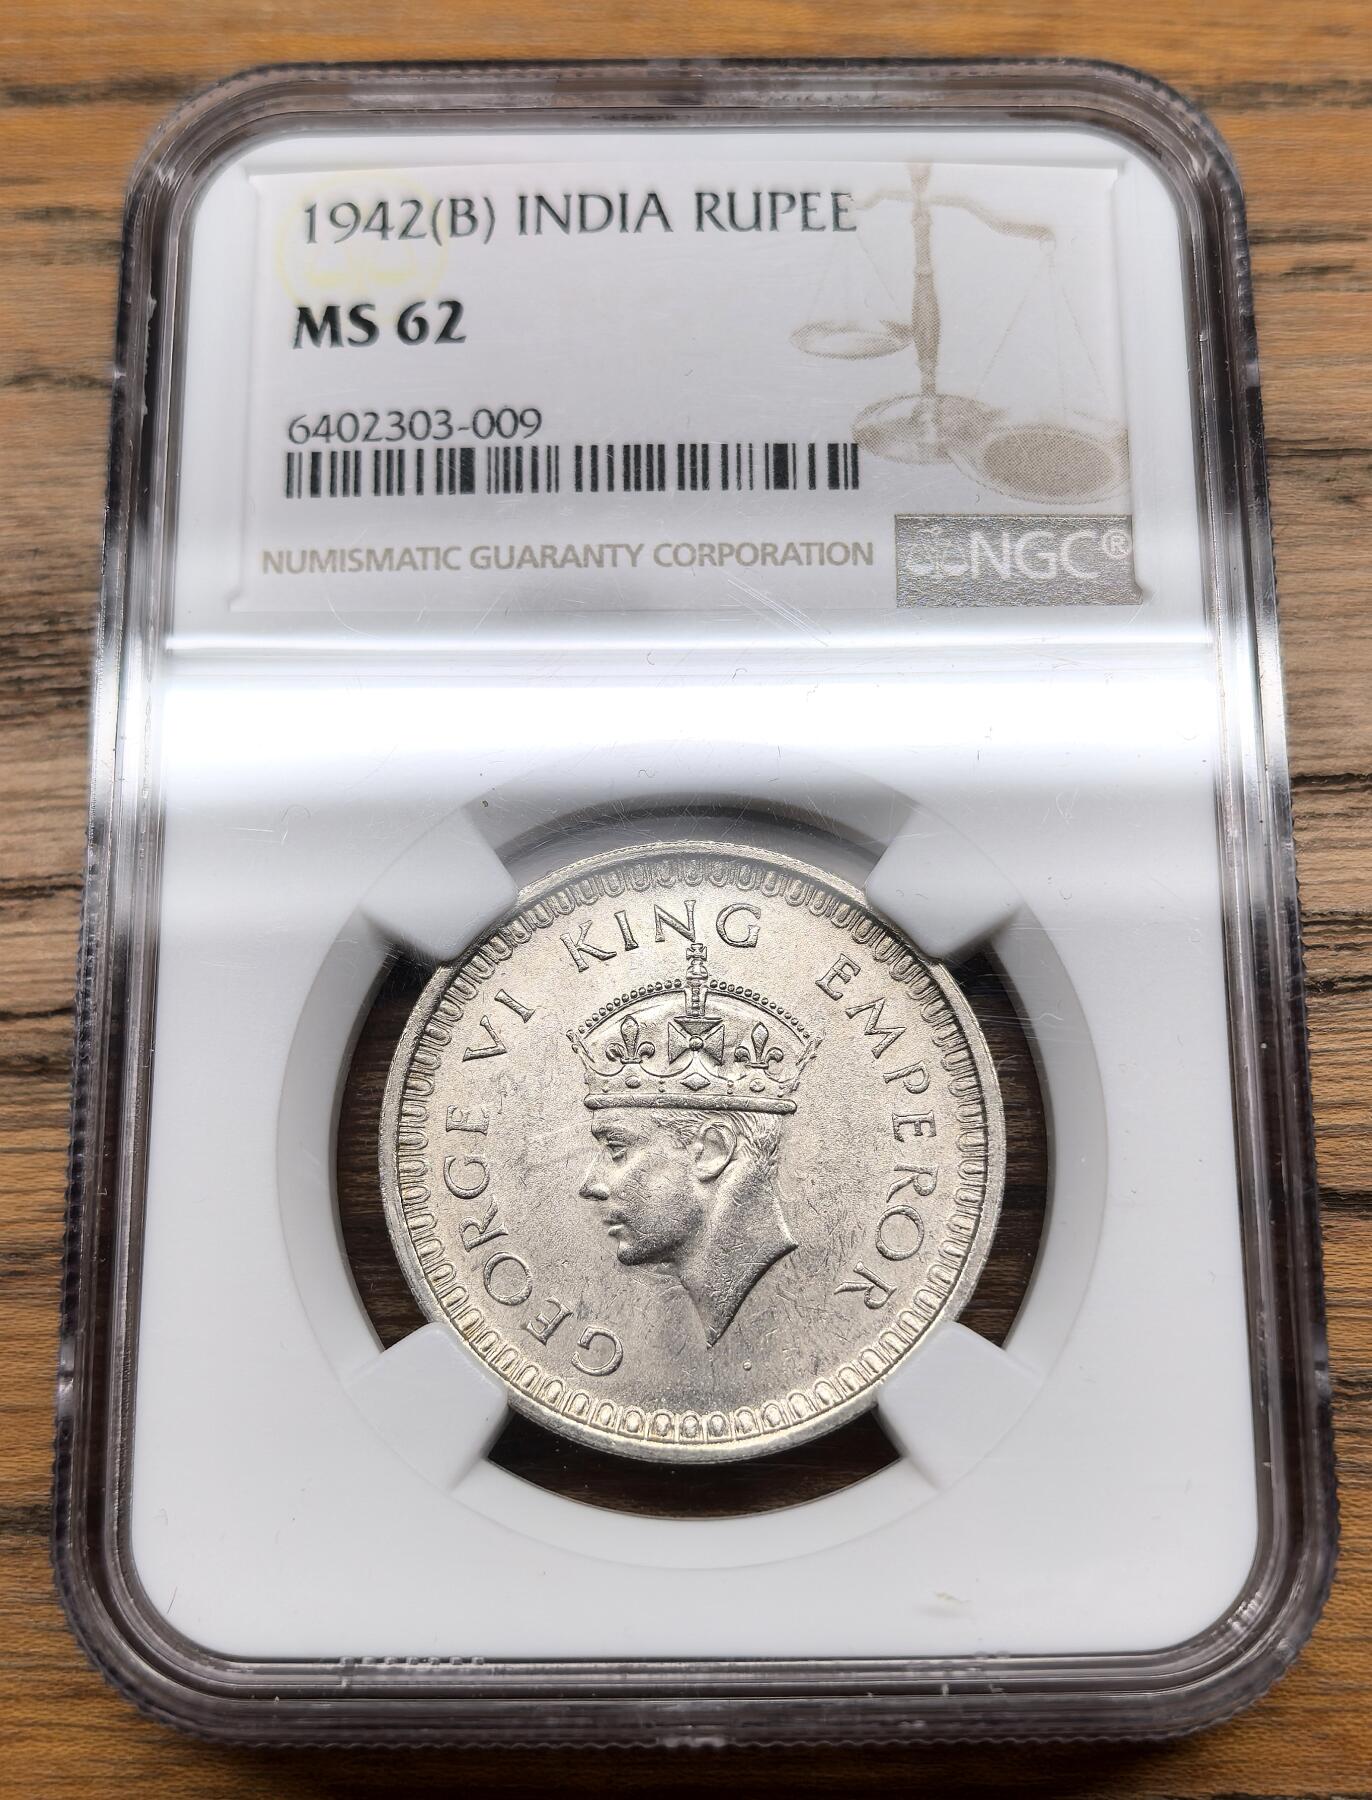 1942(B) INDIA RUPEE
MS 62
6402303-009
NUMISMATIC GUARANTY CORPORATION
NGC®
GEORGE VI KING EMPEROR